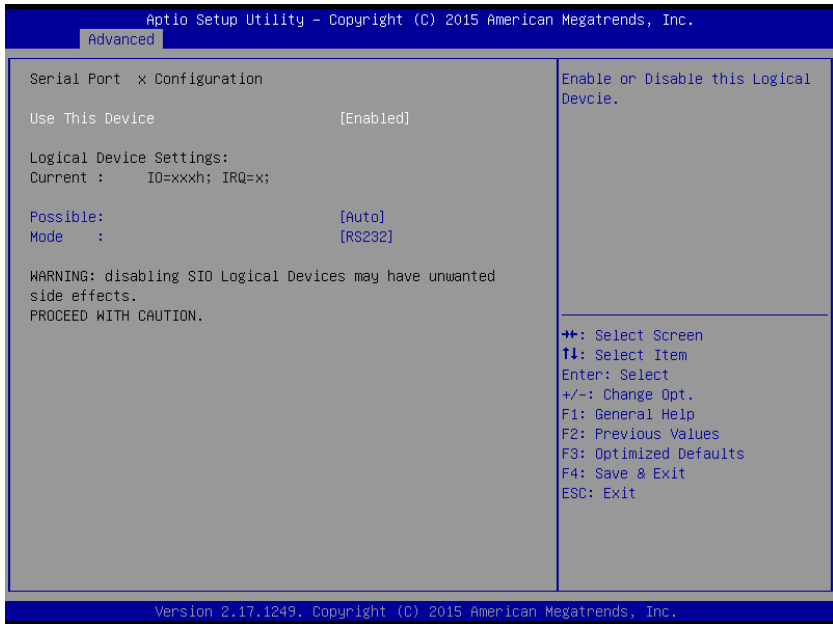 Aptio Setup Utility – Copyright (C) 2015 American Megatrends, Inc.
Advanced
Serial Port  x Configuration
Use This Device [Enabled]
Logical Device Settings:
Current : IO=xxxh; IRQ=x;
Possible: [Auto]
Mode : [RS232]
WARNING: disabling SIO Logical Devices may have unwanted
side effects.
PROCEED WITH CAUTION.
Enable or Disable this Logical
Devcie.
→←: Select Screen
↑↓: Select Item
Enter: Select
+/-: Change Opt.
F1: General Help
F2: Previous Values
F3: Optimized Defaults
F4: Save & Exit
ESC: Exit
Version 2.17.1249. Copyright (C) 2015 American Megatrends, Inc.